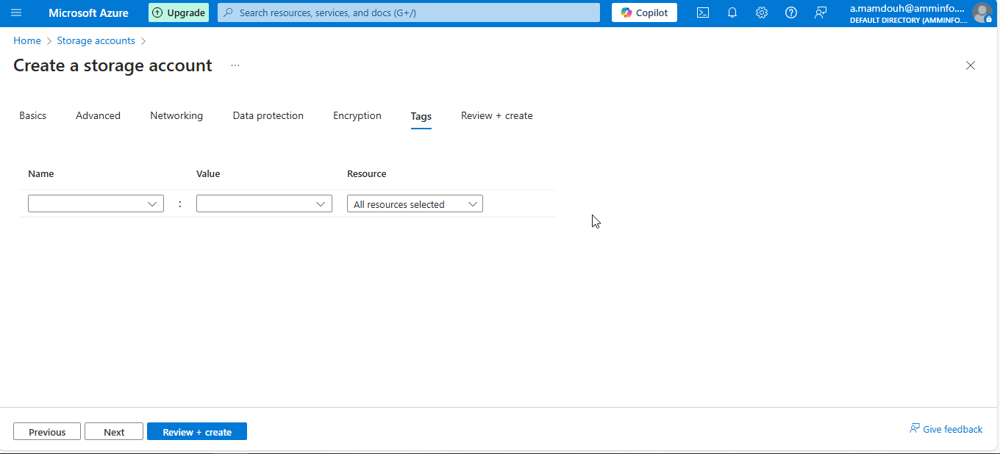 Microsoft Azure Upgrade Search resources, services, and docs (G+/) Copilot a.mamdouh@amminfo....
DEFAULT DIRECTORY (AMMINFO....
Home > Storage accounts >
Create a storage account ...
Basics Advanced Networking Data protection Encryption Tags Review + create
Name Value Resource
: All resources selected
Previous Next Review + create Give feedback